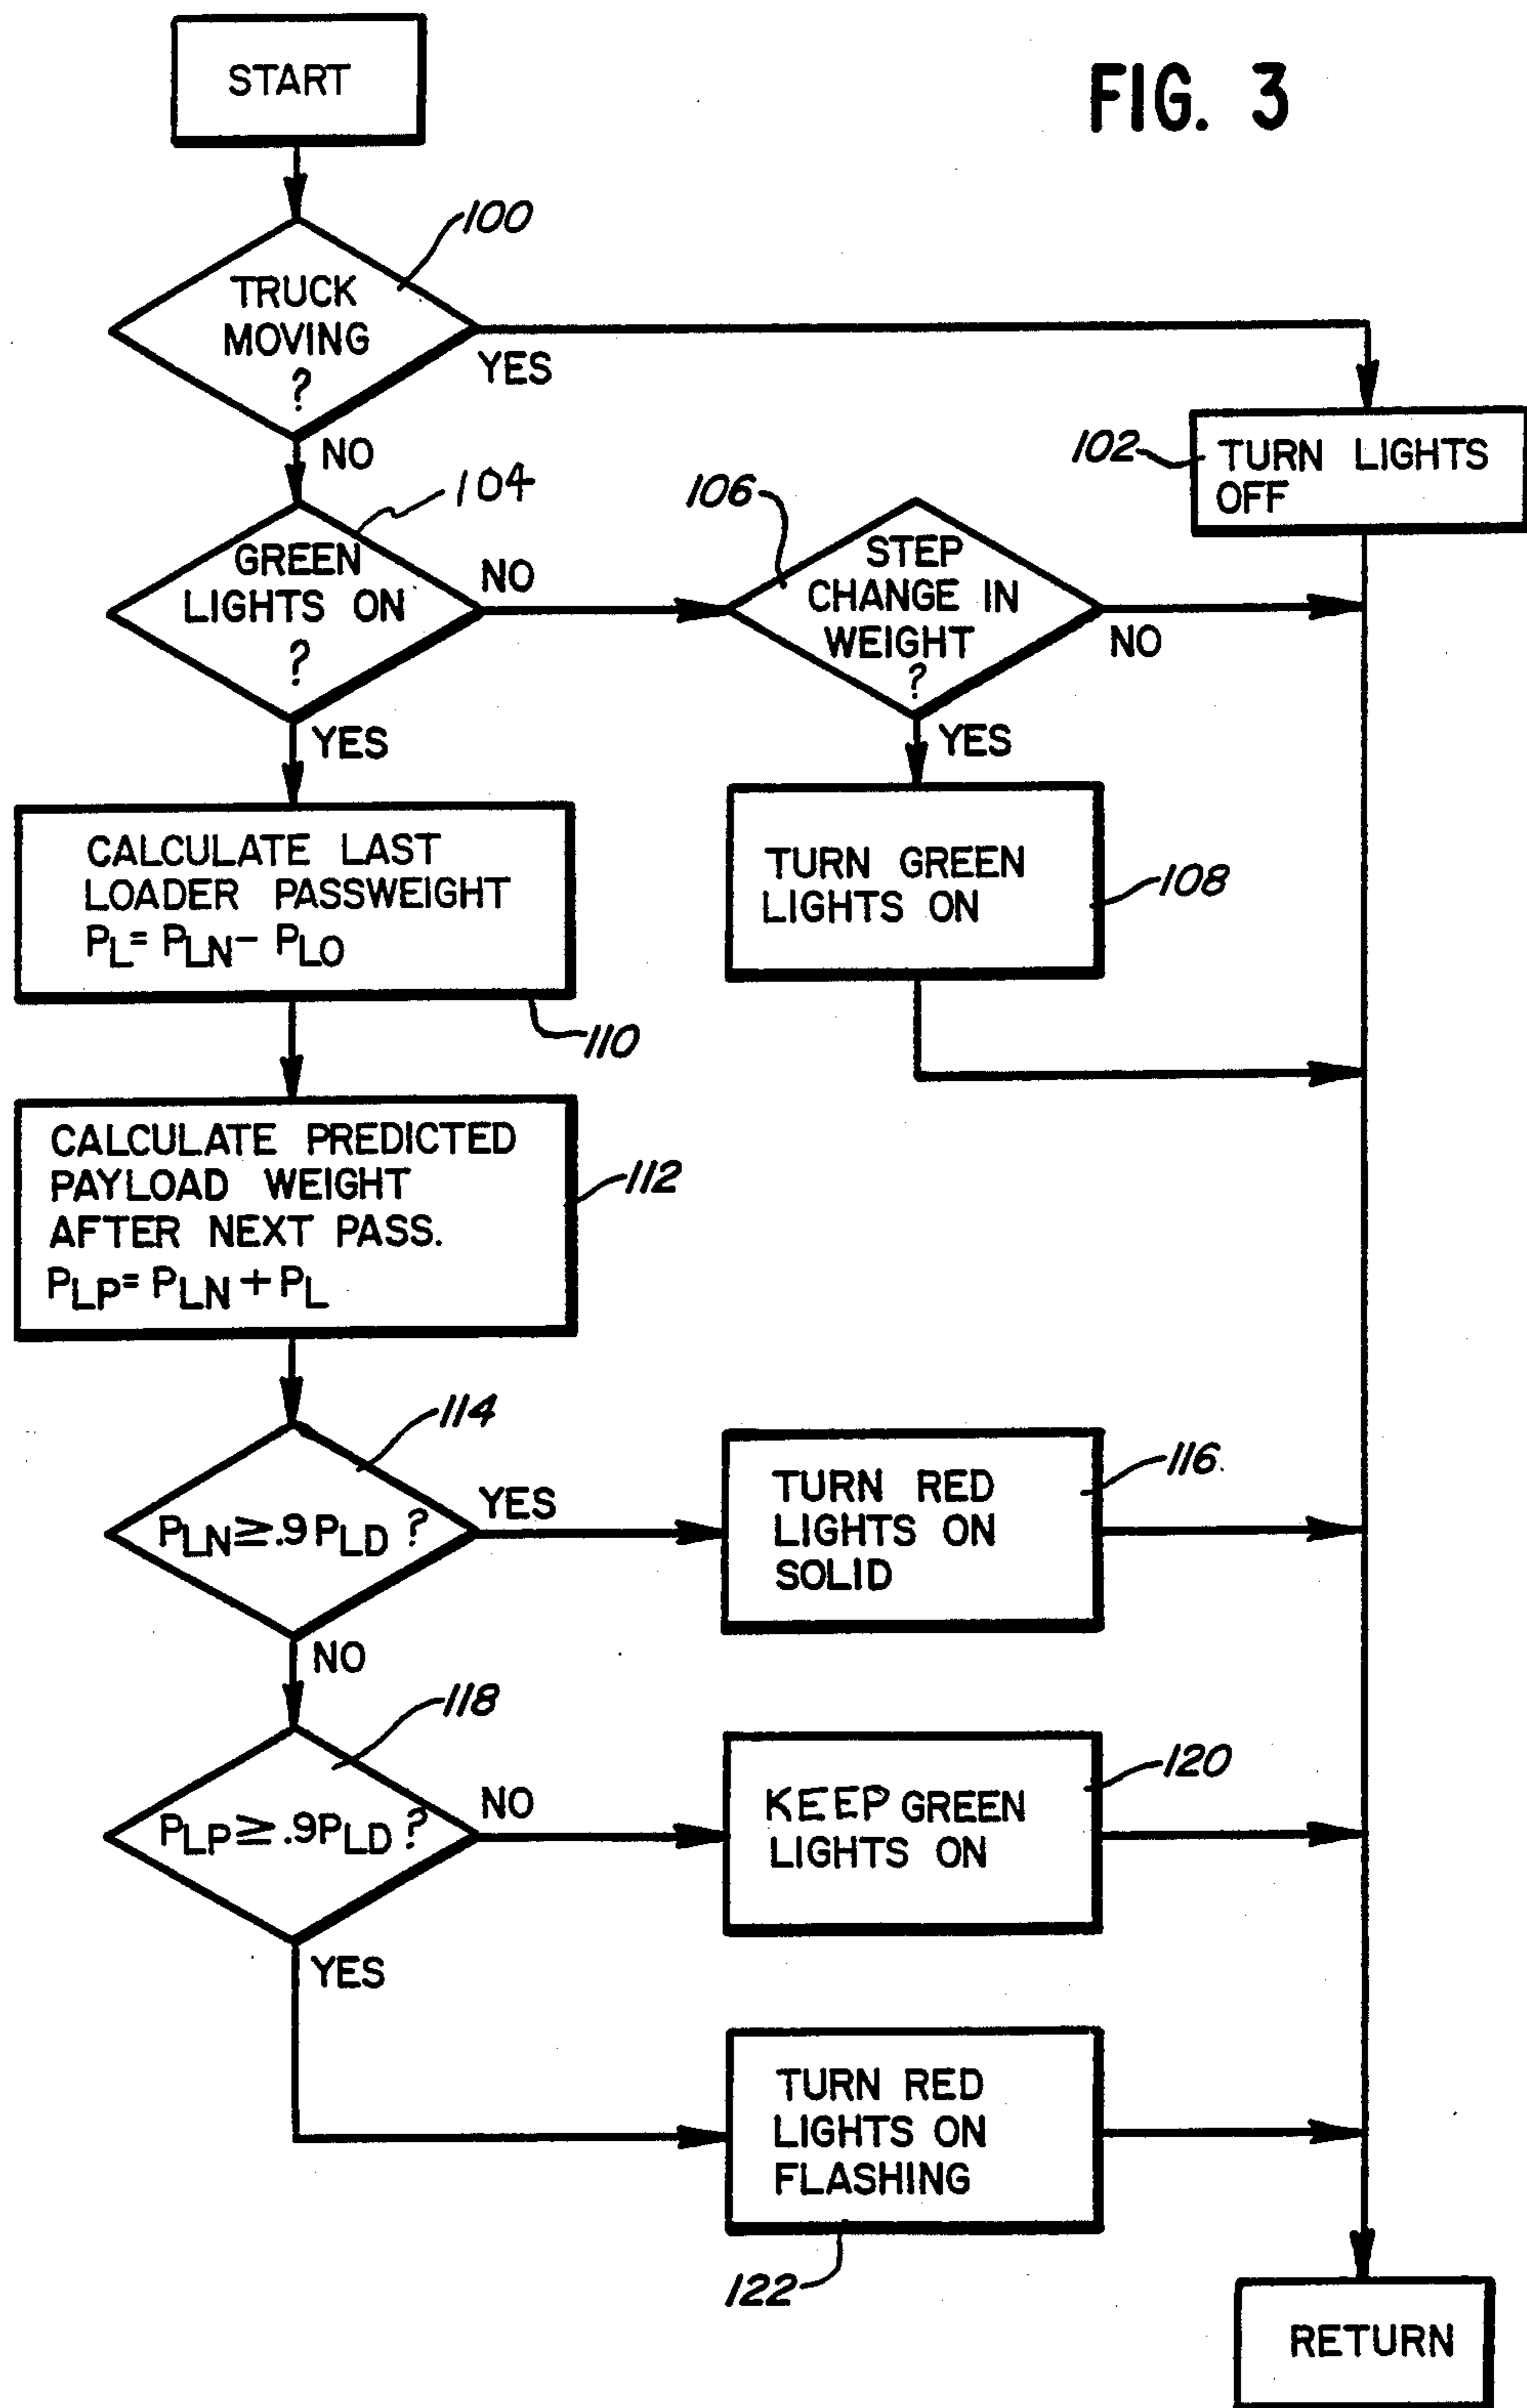 START
FIG. 3
100
TRUCK
MOVING
?
YES
NO
102
TURN LIGHTS
OFF
104
GREEN
LIGHTS ON
?
NO
106
STEP
CHANGE IN
WEIGHT
?
NO
YES
YES
CALCULATE LAST
LOADER PASSWEIGHT
PL= PLN- PLO
110
TURN GREEN
LIGHTS ON
108
CALCULATE PREDICTED
PAYLOAD WEIGHT
AFTER NEXT PASS.
PLP= PLN + PL
112
114
PLN≥.9PLD ?
YES
NO
TURN RED
LIGHTS ON
SOLID
116
118
PLP≥.9PLD ?
NO
YES
KEEP GREEN
LIGHTS ON
120
TURN RED
LIGHTS ON
FLASHING
122
RETURN